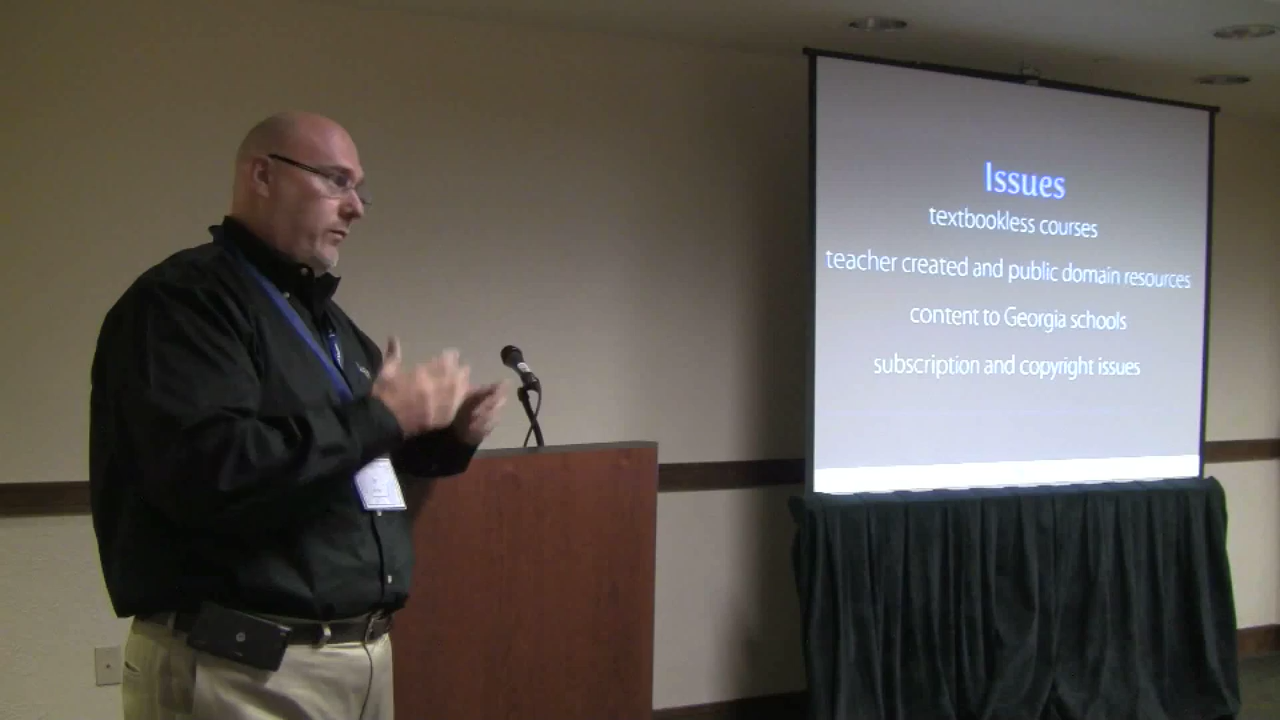 Issues
textbookless courses
teacher created and public domain resources
content to Georgia schools
subscription and copyright issues